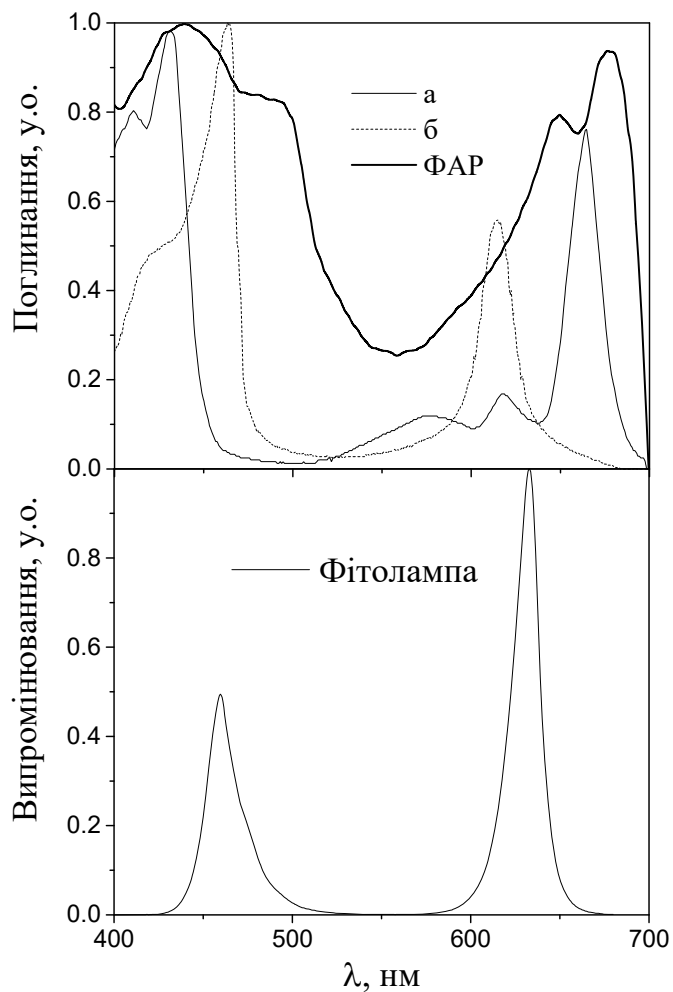 Поглинання, у.о.
1.0
0.8
0.6
0.4
0.2
0.0
а
б
ФАР
Випромінювання, у.о.
0.8
0.6
0.4
0.2
0.0
Фітолампа
400 500 600 700
λ, нм